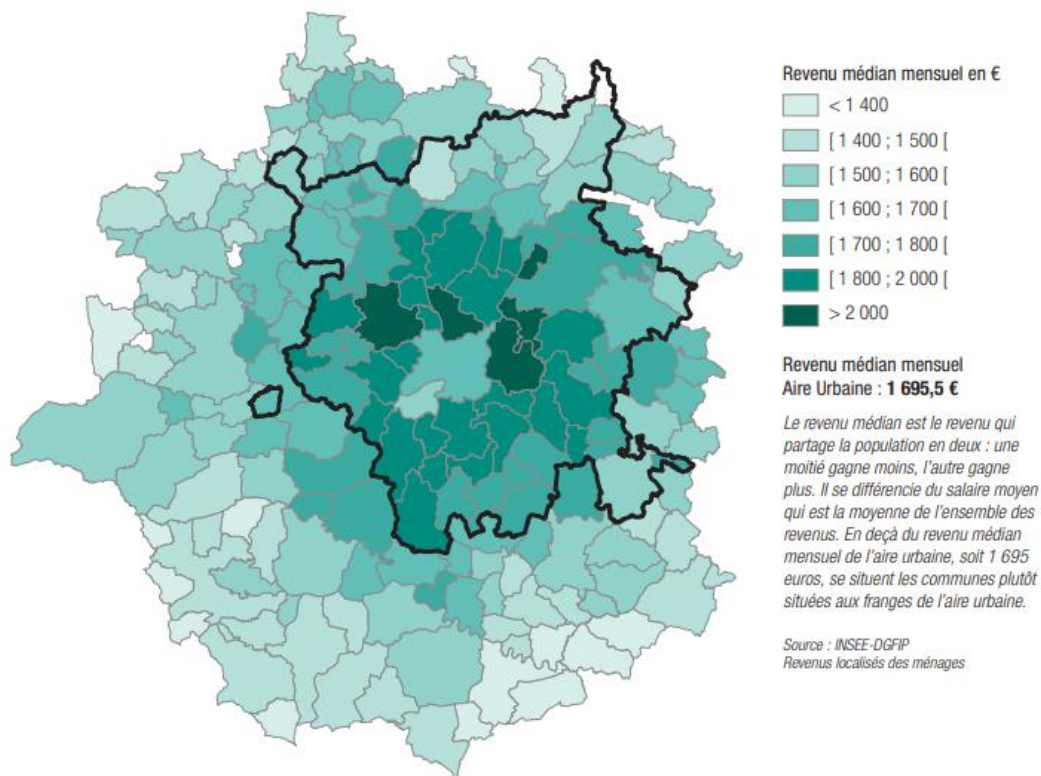 Revenu médian mensuel en €
< 1 400
[ 1 400 ; 1 500 [
[ 1 500 ; 1 600 [
[ 1 600 ; 1 700 [
[ 1 700 ; 1 800 [
[ 1 800 ; 2 000 [
> 2 000
Revenu médian mensuel
Aire Urbaine : 1 695,5 €
Le revenu médian est le revenu qui
partage la population en deux : une
moitié gagne moins, l'autre gagne
plus. Il se différencie du salaire moyen
qui est la moyenne de l'ensemble des
revenus. En deçà du revenu médian
mensuel de l'aire urbaine, soit 1 695
euros, se situent les communes plutôt
situées aux franges de l'aire urbaine.
Source : INSEE-DGFIP
Revenus localisés des ménages